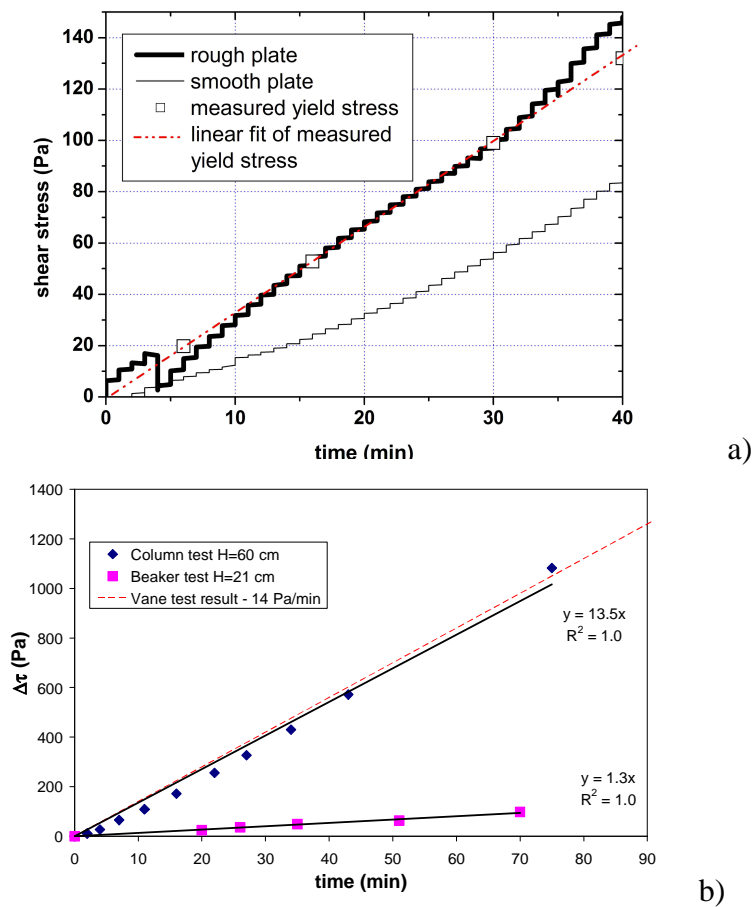 140
120
100
80
60
40
20
0
shear stress (Pa)
rough plate
smooth plate
measured yield stress
linear fit of measured
yield stress
0 10 20 30 40
time (min)
a)
1400
1200
1000
800
600
400
200
0
Δτ (Pa)
Column test H=60 cm
Beaker test H=21 cm
Vane test result - 14 Pa/min
y = 13.5x
R² = 1.0
y = 1.3x
R² = 1.0
0 10 20 30 40 50 60 70 80 90
time (min)
b)